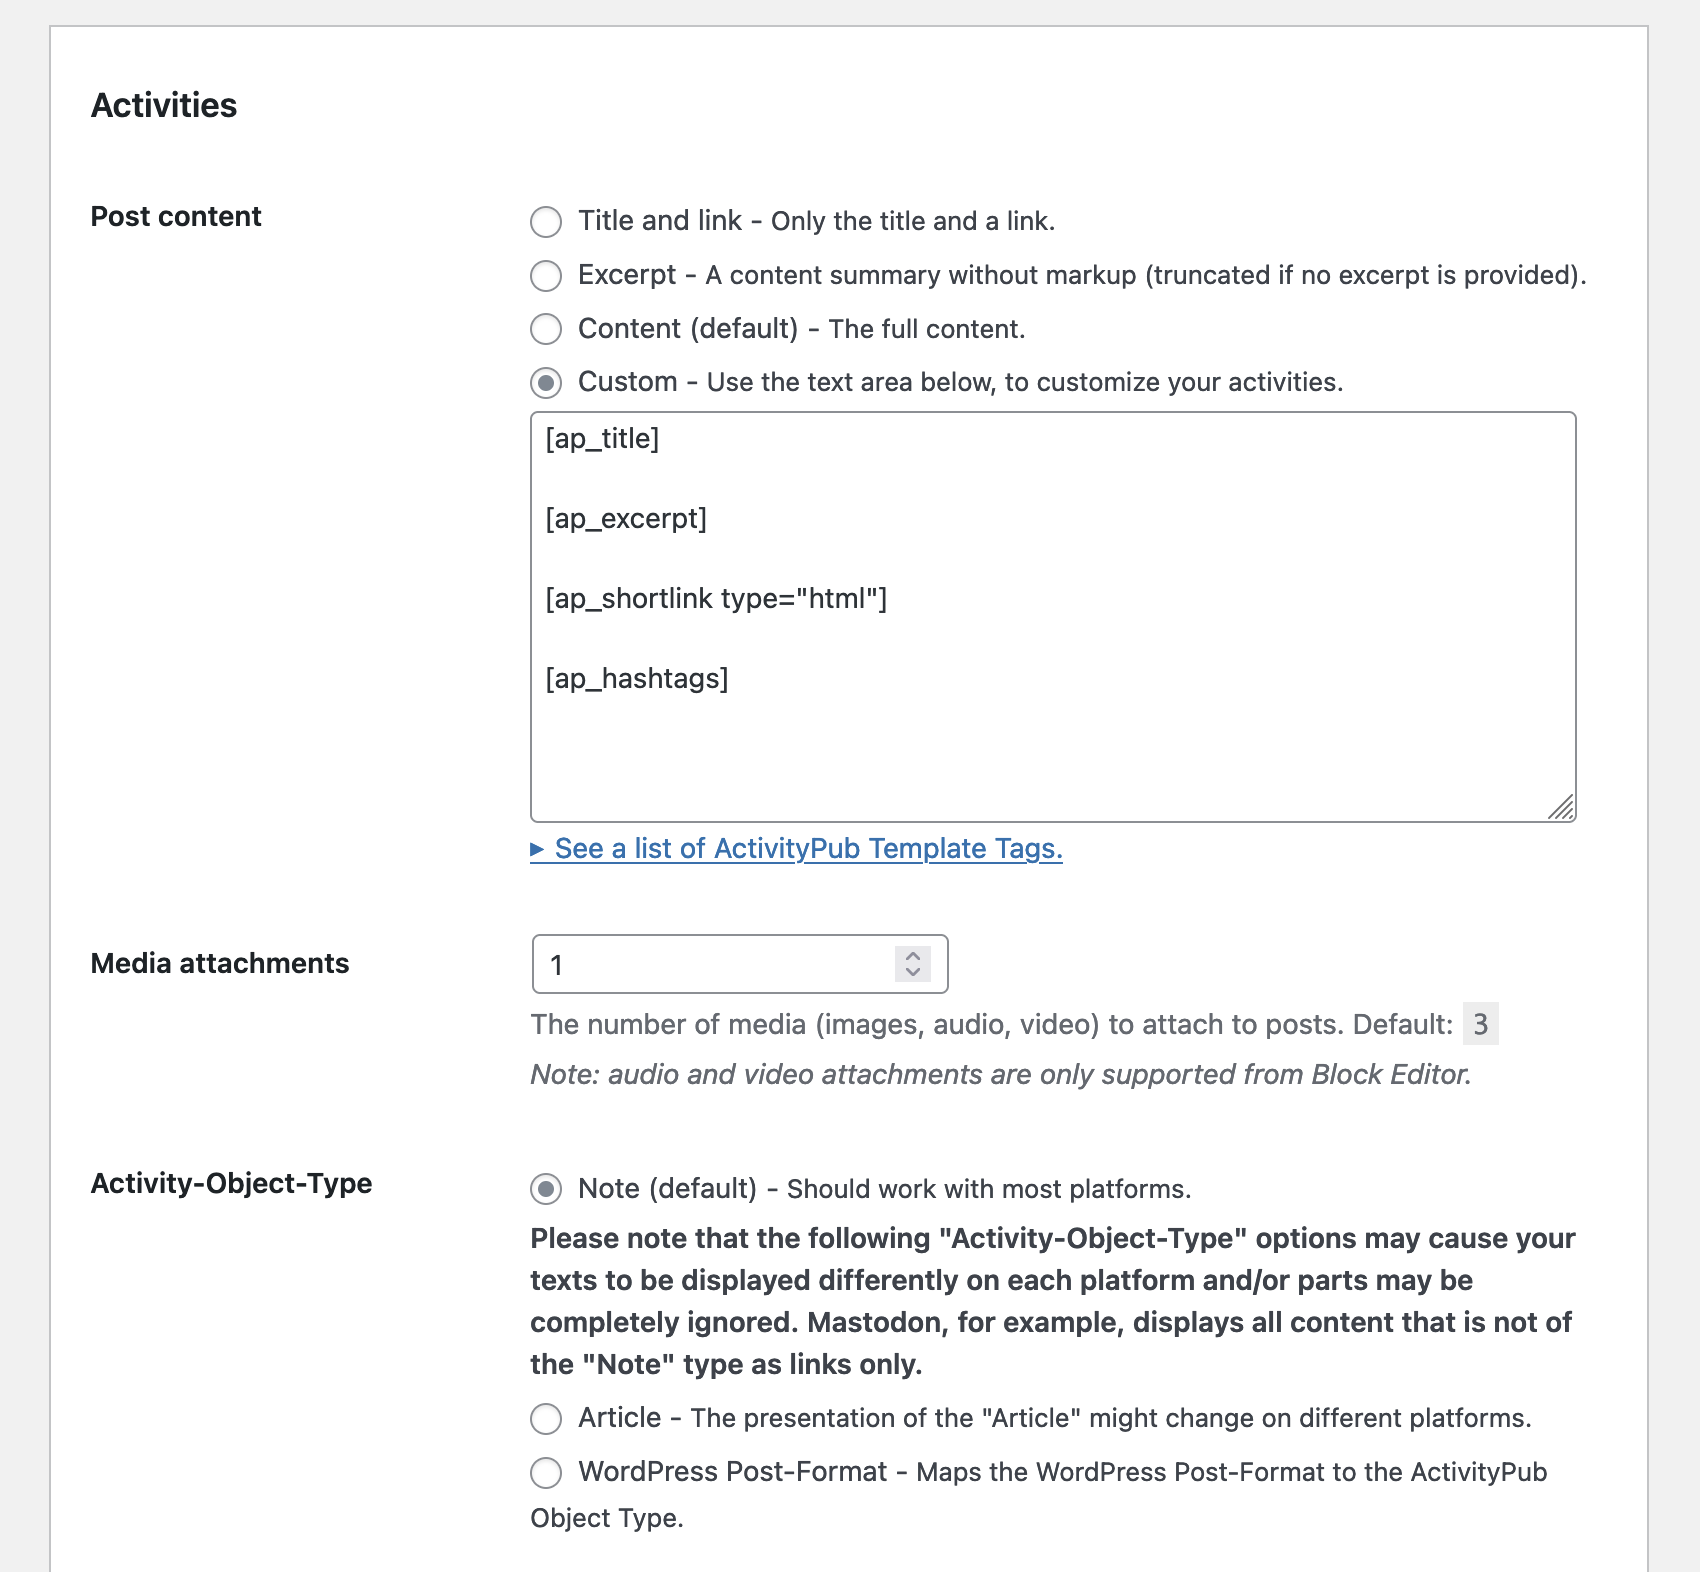 Activities
Post content
Title and link - Only the title and a link.
Excerpt - A content summary without markup (truncated if no excerpt is provided).
Content (default) - The full content.
Custom - Use the text area below, to customize your activities.
[ap_title]
[ap_excerpt]
[ap_shortlink type="html"]
[ap_hashtags]
▸ See a list of ActivityPub Template Tags.
Media attachments
1
The number of media (images, audio, video) to attach to posts. Default: 3
Note: audio and video attachments are only supported from Block Editor.
Activity-Object-Type
Note (default) - Should work with most platforms.
Please note that the following "Activity-Object-Type" options may cause your
texts to be displayed differently on each platform and/or parts may be
completely ignored. Mastodon, for example, displays all content that is not of
the "Note" type as links only.
Article - The presentation of the "Article" might change on different platforms.
WordPress Post-Format - Maps the WordPress Post-Format to the ActivityPub
Object Type.